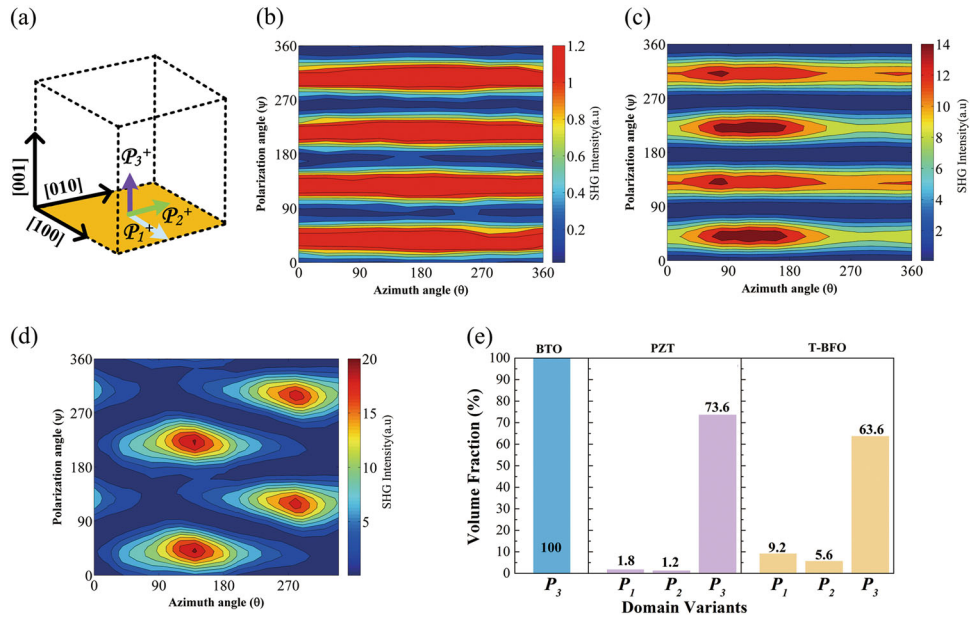 (a)
[001]
[010]
[100]
P3+
P2+
P1+
(b)
360
270
180
90
0
Polarization angle (ψ)
0 90 180 270 360
Azimuth angle (θ)
1.2
1
0.8
0.6
0.4
0.2
SHG Intensity(a.u)
(c)
360
270
180
90
0
Polarization angle (ψ)
0 90 180 270 360
Azimuth angle (θ)
14
12
10
8
6
4
2
SHG Intensity(a.u)
(d)
360
270
180
90
0
Polarization angle (ψ)
0 90 180 270
Azimuth angle (θ)
20
15
10
5
SHG Intensity(a.u)
(e)
BTO PZT T-BFO
100
90
80
70
60
50
40
30
20
10
0
Volume Fraction (%)
100
1.8 1.2 73.6
9.2 5.6 63.6
P3 P1 P2 P3 P1 P2 P3
Domain Variants